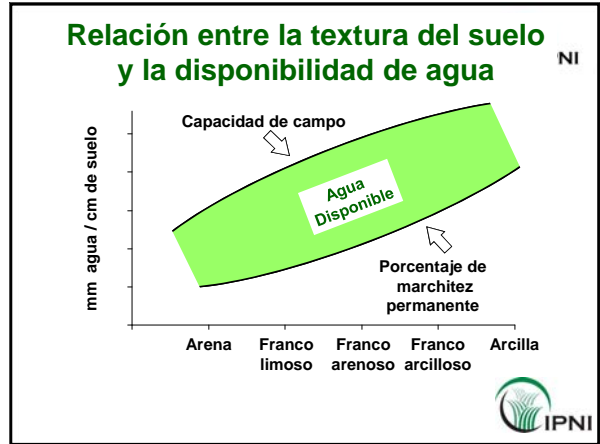 Relación entre la textura del suelo
y la disponibilidad de agua
NI
Capacidad de campo
mm agua / cm de suelo
Agua
Disponible
Porcentaje de
marchitez
permanente
Arena
Franco
limoso
Franco
arenoso
Franco
arcilloso
Arcilla
IPNI